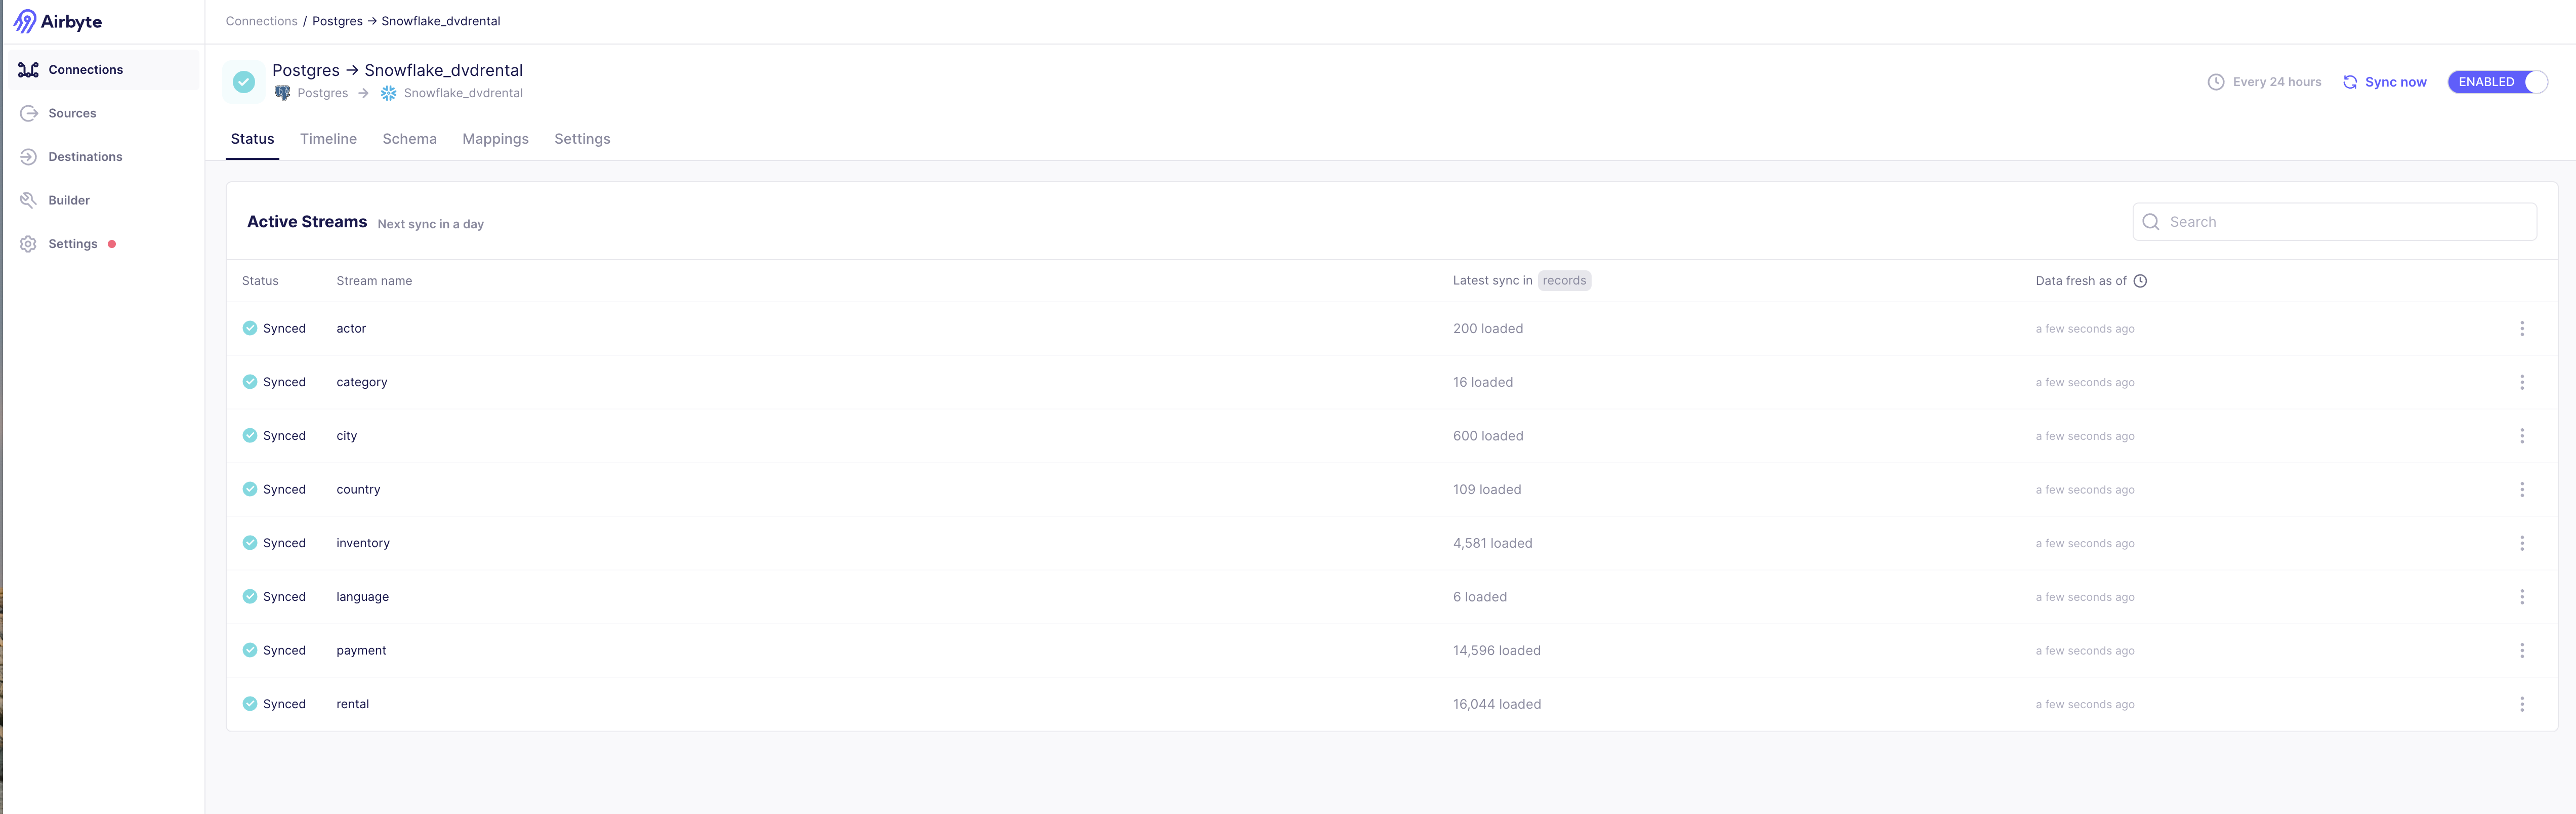 Airbyte
Connections / Postgres → Snowflake_dvdrental
Connections
Sources
Destinations
Builder
Settings
Postgres → Snowflake_dvdrental
Postgres → Snowflake_dvdrental
Every 24 hours Sync now ENABLED
Status Timeline Schema Mappings Settings
Active Streams Next sync in a day Search
Status Stream name Latest sync in records Data fresh as of
Synced actor 200 loaded a few seconds ago
Synced category 16 loaded a few seconds ago
Synced city 600 loaded a few seconds ago
Synced country 109 loaded a few seconds ago
Synced inventory 4,581 loaded a few seconds ago
Synced language 6 loaded a few seconds ago
Synced payment 14,596 loaded a few seconds ago
Synced rental 16,044 loaded a few seconds ago